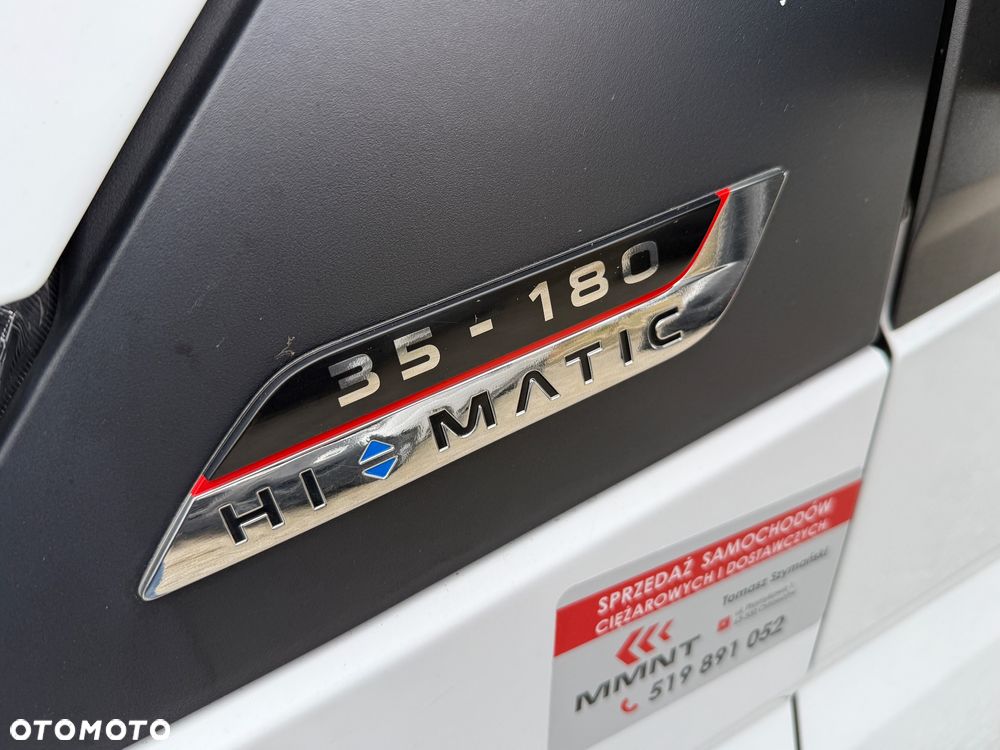 35 - 180
HI MATIC
SPRZEDAŻ SAMOCHODÓW
CIĘŻAROWYCH I DOSTAWCZYCH
Tomasz Szymański
MMNT
519 891 052
OTOMOTO